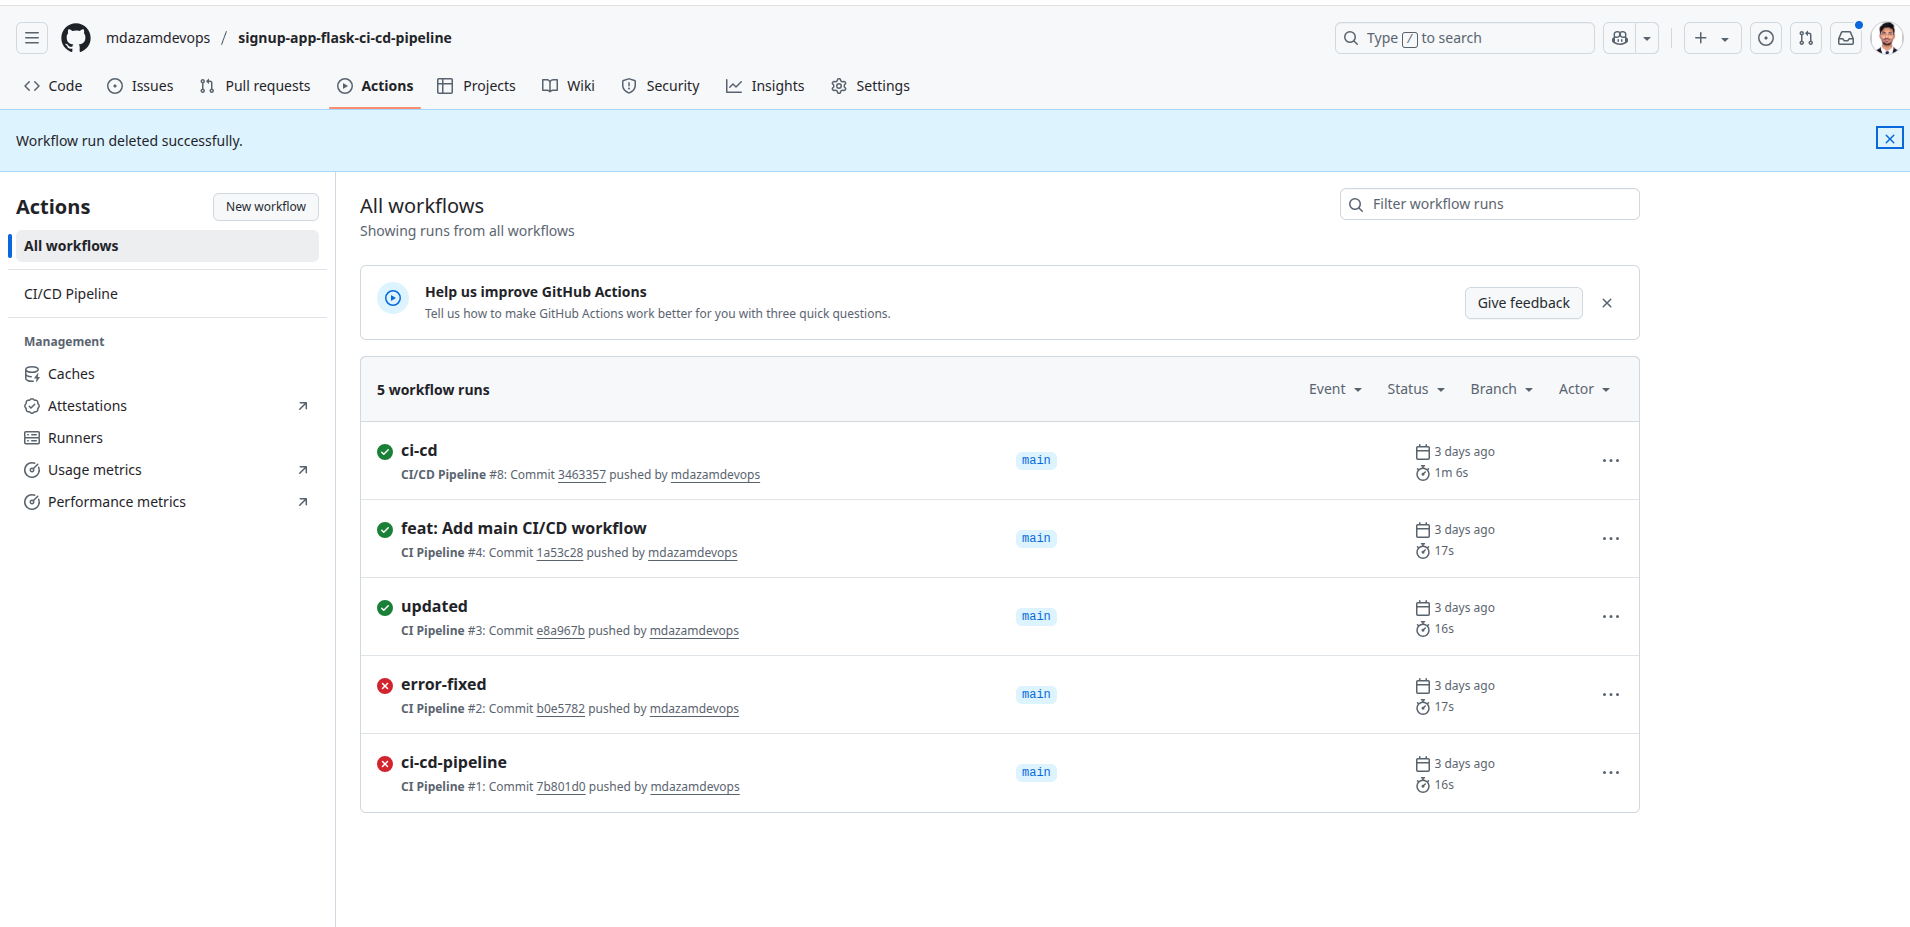 mdazamdevops / signup-app-flask-ci-cd-pipeline
Type / to search
Code Issues Pull requests Actions Projects Wiki Security Insights Settings
Workflow run deleted successfully.
Actions
New workflow
All workflows
CI/CD Pipeline
Management
Caches
Attestations
Runners
Usage metrics
Performance metrics
All workflows
Showing runs from all workflows
Filter workflow runs
Help us improve GitHub Actions
Tell us how to make GitHub Actions work better for you with three quick questions.
Give feedback
5 workflow runs
Event Status Branch Actor
ci-cd
CI/CD Pipeline #8: Commit 3463357 pushed by mdazamdevops
main
3 days ago
1m 6s
feat: Add main CI/CD workflow
CI Pipeline #4: Commit 1a53c28 pushed by mdazamdevops
main
3 days ago
17s
updated
CI Pipeline #3: Commit e8a967b pushed by mdazamdevops
main
3 days ago
16s
error-fixed
CI Pipeline #2: Commit b0e5782 pushed by mdazamdevops
main
3 days ago
17s
ci-cd-pipeline
CI Pipeline #1: Commit 7b801d0 pushed by mdazamdevops
main
3 days ago
16s